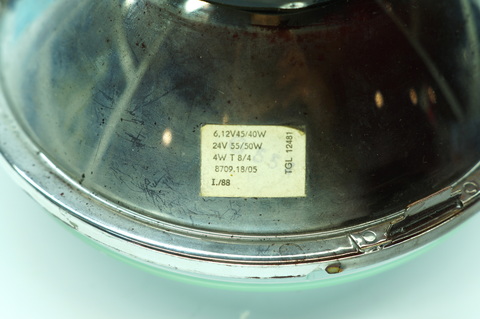 6,12V45/40W
24V 55/50W
4W T 8/4
8709.18/05
I./88
TGL 12481